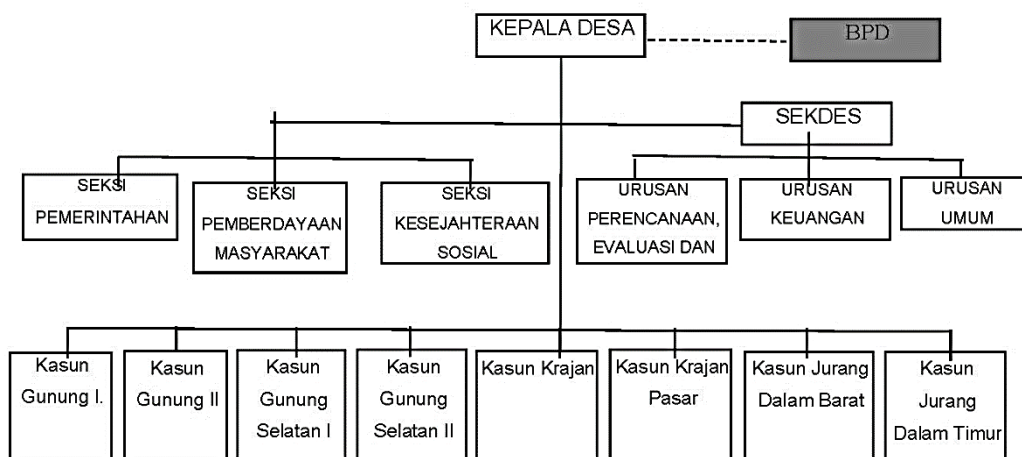 KEPALA DESA
BPD
SEKDES
SEKSI
PEMERINTAHAN
SEKSI
PEMBERDAYAAN
MASYARAKAT
SEKSI
KESEJAHTERAAN
SOSIAL
URUSAN
PERENCANAAN,
EVALUASI DAN
URUSAN
KEUANGAN
URUSAN
UMUM
Kasun
Gunung I.
Kasun
Gunung II
Kasun
Gunung
Selatan I
Kasun
Gunung
Selatan II
Kasun Krajan
Kasun Krajan
Pasar
Kasun Jurang
Dalam Barat
Kasun
Jurang
Dalam Timur